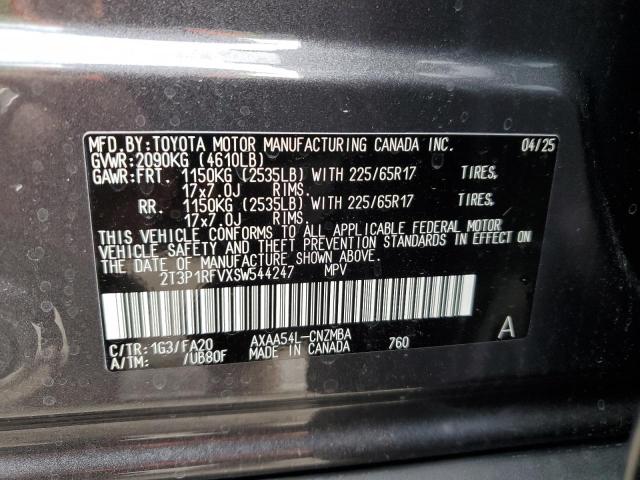 MFD.BY:TOYOTA MOTOR MANUFACTURING CANADA INC. 04/25
GVWR:2090KG (4610LB)
GAWR:FRT. 1150KG (2535LB) WITH 225/65R17 TIRES,
17x7.0J RIMS.
RR. 1150KG (2535LB) WITH 225/65R17 TIRES,
17x7.0J RIMS.
THIS VEHICLE CONFORMS TO ALL APPLICABLE FEDERAL MOTOR
VEHICLE SAFETY AND THEFT PREVENTION STANDARDS IN EFFECT ON
THE DATE OF MANUFACTURE SHOWN ABOVE.
2T3P1RFVXSW544247 MPV
C/TR:1G3/FA20 AXAA54L-CNZMBA 760 A
A/TM: /UB80F MADE IN CANADA